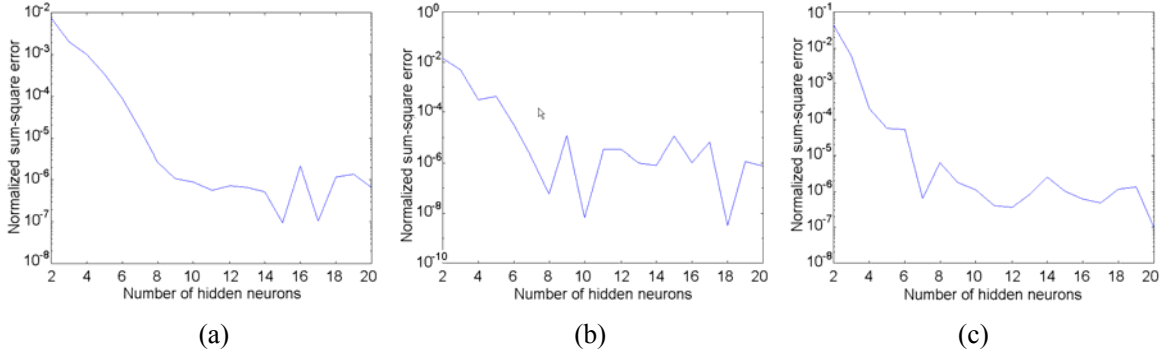 10^-1
10^-2
10^-3
10^-4
10^-5
10^-6
10^-7
10^-8
Normalized sum-square error
2 4 6 8 10 12 14 16 18 20
Number of hidden neurons
(a)
10^0
10^-2
10^-4
10^-6
10^-8
10^-10
Normalized sum-square error
2 4 6 8 10 12 14 16 18 20
Number of hidden neurons
(b)
10^-1
10^-2
10^-3
10^-4
10^-5
10^-6
10^-7
10^-8
Normalized sum-square error
2 4 6 8 10 12 14 16 18 20
Number of hidden neurons
(c)